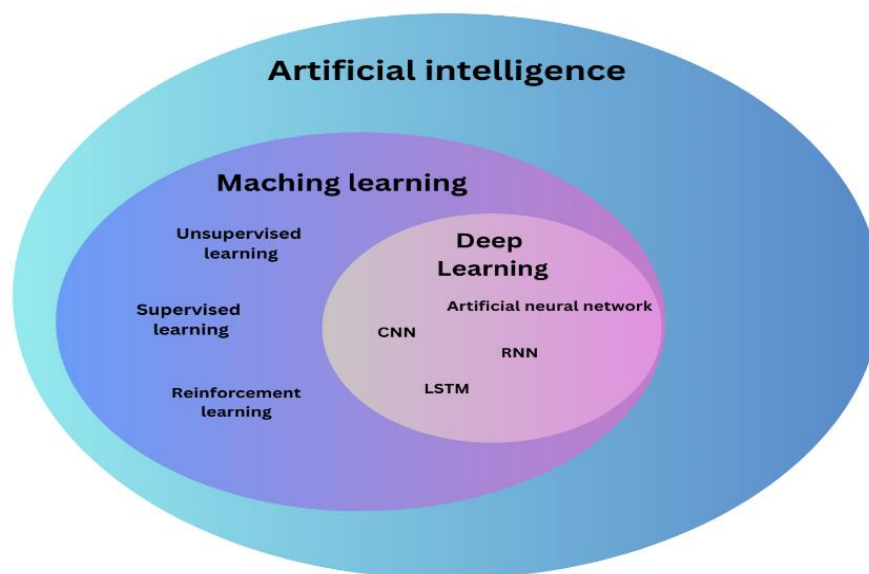 Artificial intelligence
Maching learning
Unsupervised
learning
Supervised
learning
Reinforcement
learning
Deep
Learning
Artificial neural network
CNN
RNN
LSTM